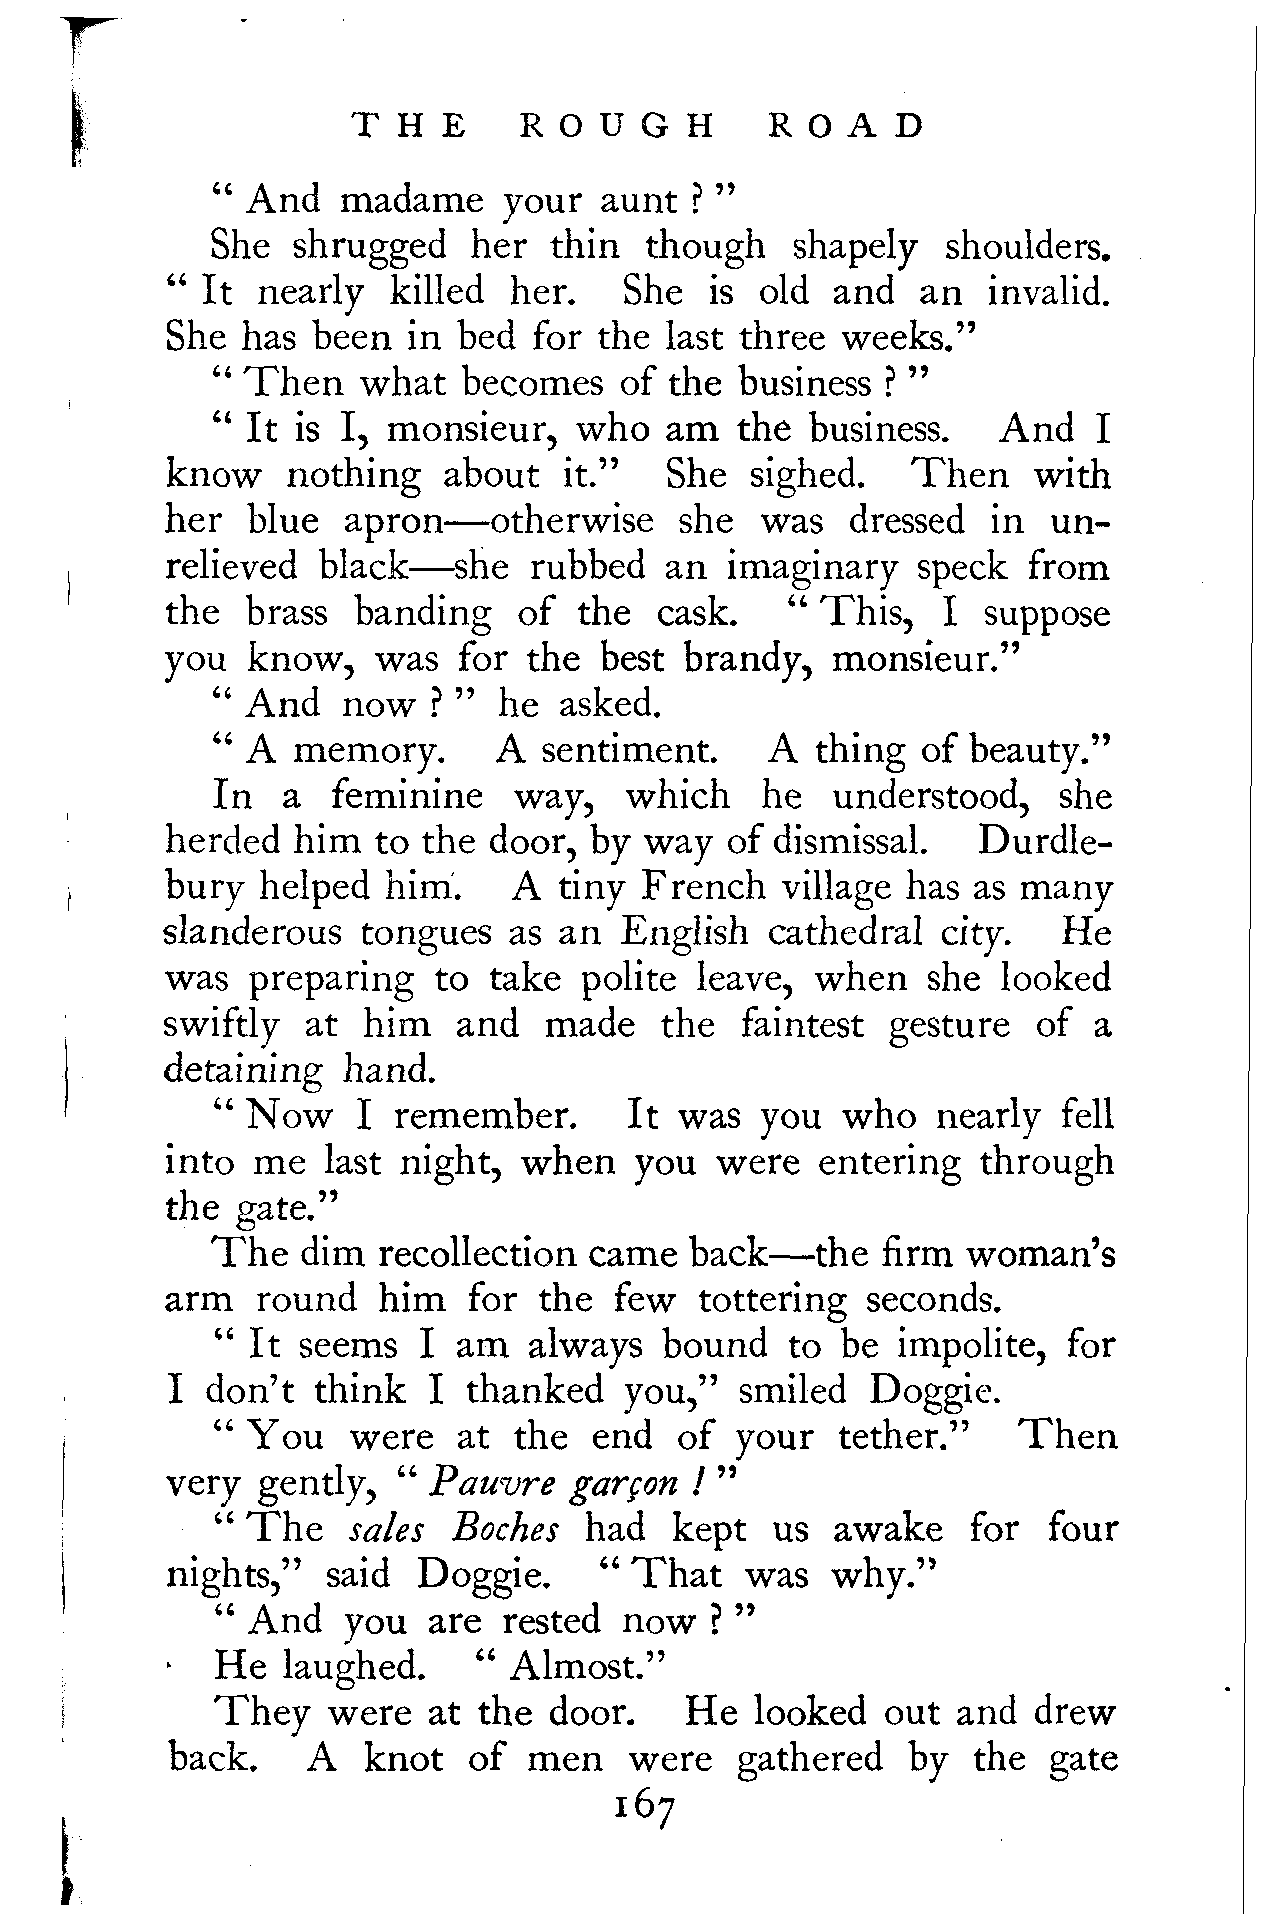 THE ROUGH ROAD
“ And madame your aunt ? ”
She shrugged her thin though shapely shoulders.
“ It nearly killed her. She is old and an invalid.
She has been in bed for the last three weeks.”
“ Then what becomes of the business ? ”
“ It is I, monsieur, who am the business. And I
know nothing about it.” She sighed. Then with
her blue apron—otherwise she was dressed in un-
relieved black—she rubbed an imaginary speck from
the brass banding of the cask. “ This, I suppose
you know, was for the best brandy, monsieur.”
“ And now ? ” he asked.
“ A memory. A sentiment. A thing of beauty.”
In a feminine way, which he understood, she
herded him to the door, by way of dismissal. Durdle-
bury helped him. A tiny French village has as many
slanderous tongues as an English cathedral city. He
was preparing to take polite leave, when she looked
swiftly at him and made the faintest gesture of a
detaining hand.
“ Now I remember. It was you who nearly fell
into me last night, when you were entering through
the gate.”
The dim recollection came back—the firm woman’s
arm round him for the few tottering seconds.
“ It seems I am always bound to be impolite, for
I don’t think I thanked you,” smiled Doggie.
“ You were at the end of your tether.” Then
very gently, “ Pauvre garçon ! ”
“ The sales Boches had kept us awake for four
nights,” said Doggie. “ That was why.”
“ And you are rested now ? ”
He laughed. “ Almost.”
They were at the door. He looked out and drew
back. A knot of men were gathered by the gate
167